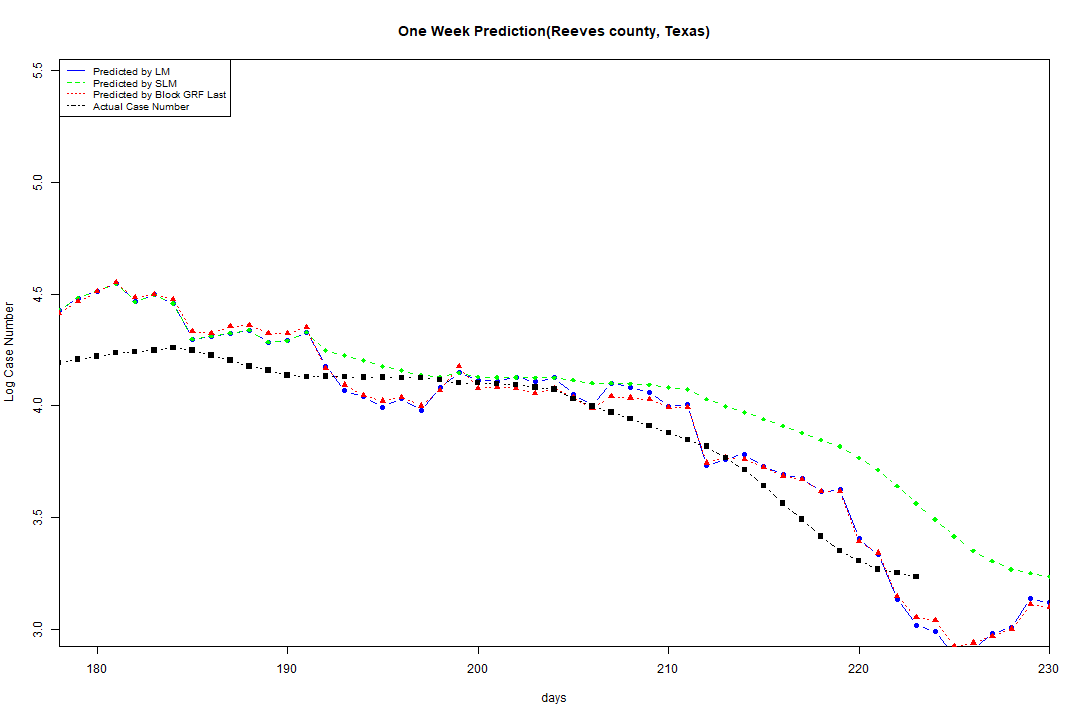 One Week Prediction(Reeves county, Texas)
Predicted by LM
Predicted by SLM
Predicted by Block GRF Last
Actual Case Number
5.5
5.0
4.5
4.0
3.5
3.0
Log Case Number
180 190 200 210 220 230
days